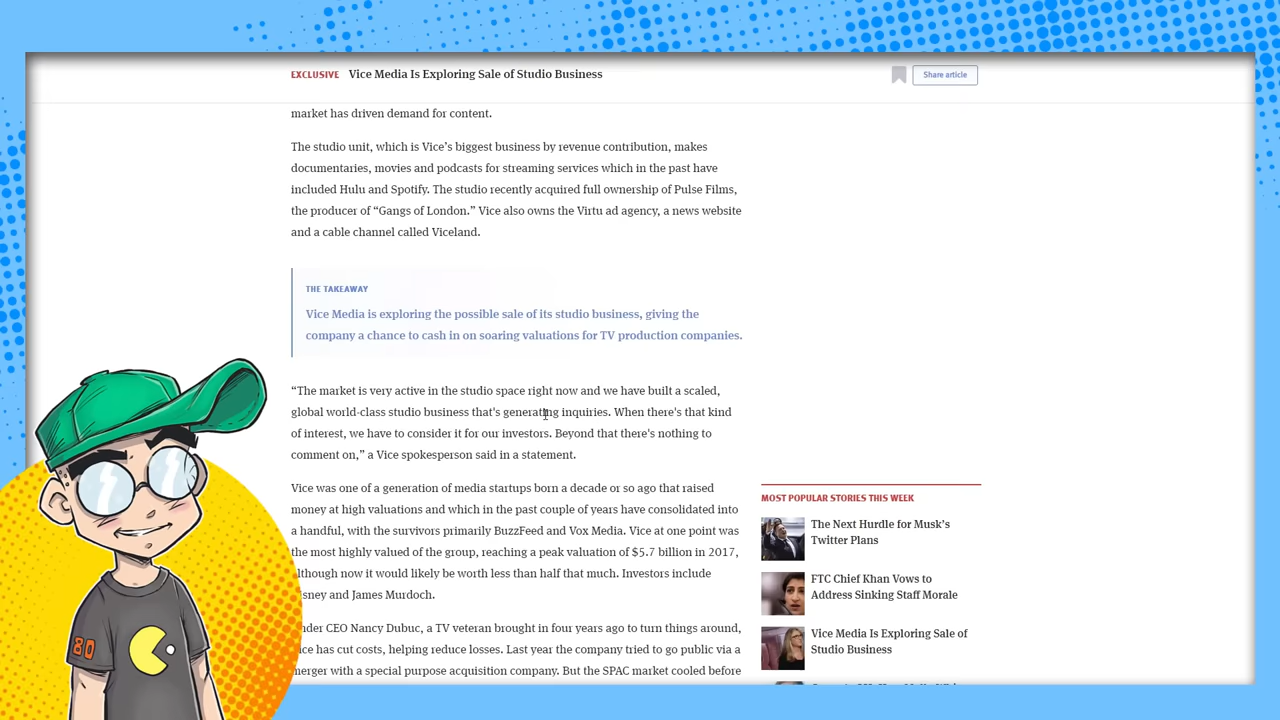 EXCLUSIVE Vice Media Is Exploring Sale of Studio Business
Share article
market has driven demand for content.
The studio unit, which is Vice’s biggest business by revenue contribution, makes
documentaries, movies and podcasts for streaming services which in the past have
included Hulu and Spotify. The studio recently acquired full ownership of Pulse Films,
the producer of “Gangs of London.” Vice also owns the Virtu ad agency, a news website
and a cable channel called Viceland.
THE TAKEAWAY
Vice Media is exploring the possible sale of its studio business, giving the
company a chance to cash in on soaring valuations for TV production companies.
“The market is very active in the studio space right now and we have built a scaled,
global world-class studio business that's generating inquiries. When there's that kind
of interest, we have to consider it for our investors. Beyond that there's nothing to
comment on,” a Vice spokesperson said in a statement.
Vice was one of a generation of media startups born a decade or so ago that raised
money at high valuations and which in the past couple of years have consolidated into
a handful, with the survivors primarily BuzzFeed and Vox Media. Vice at one point was
the most highly valued of the group, reaching a peak valuation of $5.7 billion in 2017,
lthough now it would likely be worth less than half that much. Investors include
sney and James Murdoch.
nder CEO Nancy Dubuc, a TV veteran brought in four years ago to turn things around,
ce has cut costs, helping reduce losses. Last year the company tried to go public via a
merger with a special purpose acquisition company. But the SPAC market cooled before
MOST POPULAR STORIES THIS WEEK
The Next Hurdle for Musk’s
Twitter Plans
FTC Chief Khan Vows to
Address Sinking Staff Morale
Vice Media Is Exploring Sale of
Studio Business
80